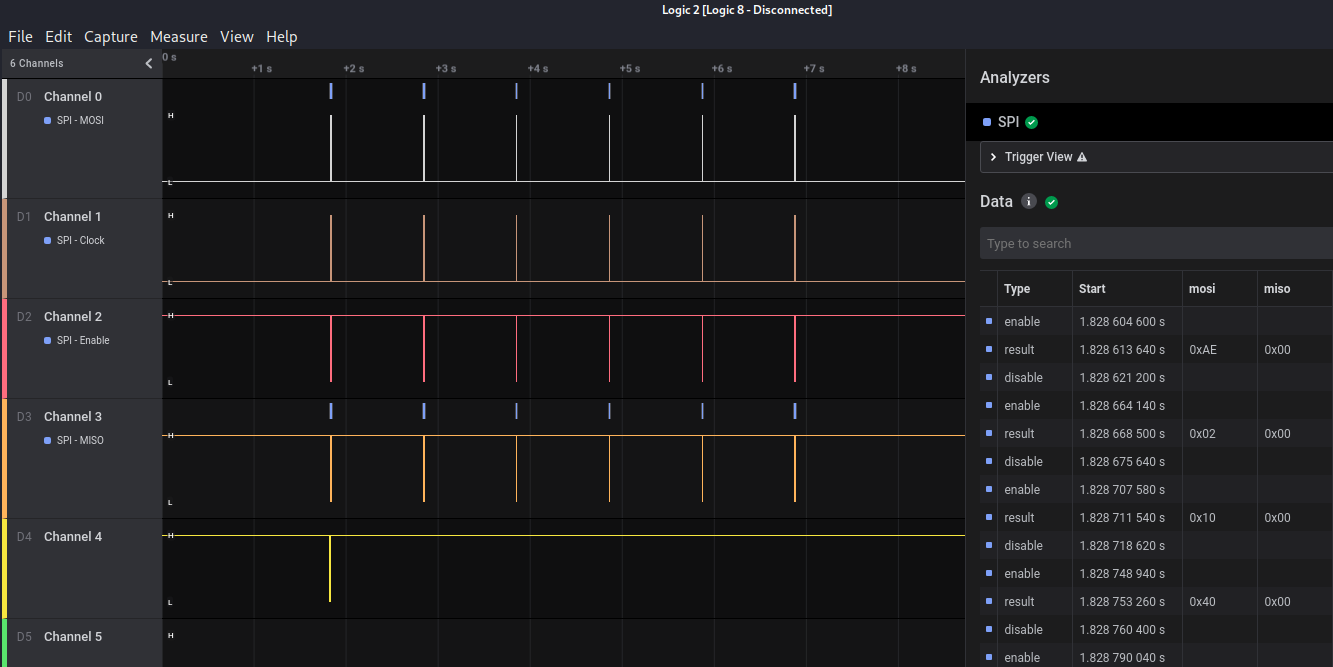 Logic 2 [Logic 8 - Disconnected]
File Edit Capture Measure View Help
6 Channels
0 s
+1 s +2 s +3 s +4 s +5 s +6 s +7 s +8 s
D0 Channel 0
SPI - MOSI
H
L
D1 Channel 1
SPI - Clock
H
L
D2 Channel 2
SPI - Enable
H
L
D3 Channel 3
SPI - MISO
H
L
D4 Channel 4
H
L
D5 Channel 5
H
Analyzers
SPI
Trigger View
Data
Type to search
Type Start mosi miso
enable 1.828 604 600 s
result 1.828 613 640 s 0xAE 0x00
disable 1.828 621 200 s
enable 1.828 664 140 s
result 1.828 668 500 s 0x02 0x00
disable 1.828 675 640 s
enable 1.828 707 580 s
result 1.828 711 540 s 0x10 0x00
disable 1.828 718 620 s
enable 1.828 748 940 s
result 1.828 753 260 s 0x40 0x00
disable 1.828 760 400 s
enable 1.828 790 040 s